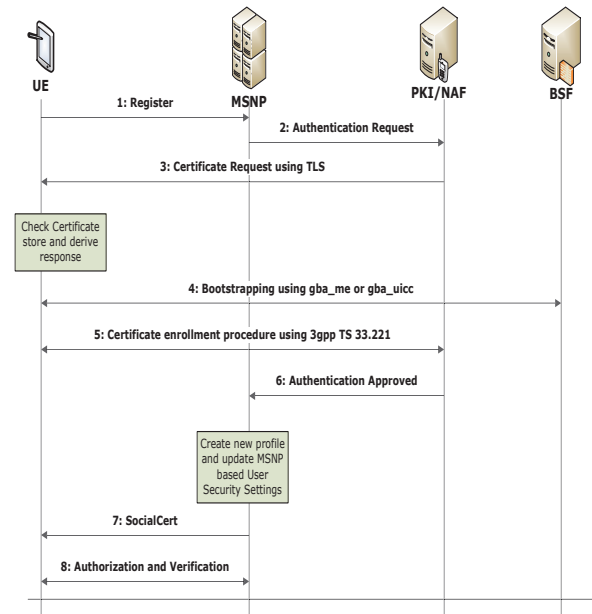 UE
MSNP
PKI/NAF
BSF
1: Register
2: Authentication Request
3: Certificate Request using TLS
Check Certificate
store and derive
response
4: Bootstrapping using gba_me or gba_uicc
5: Certificate enrollment procedure using 3gpp TS 33.221
6: Authentication Approved
Create new profile
and update MSNP
based User
Security Settings
7: SocialCert
8: Authorization and Verification